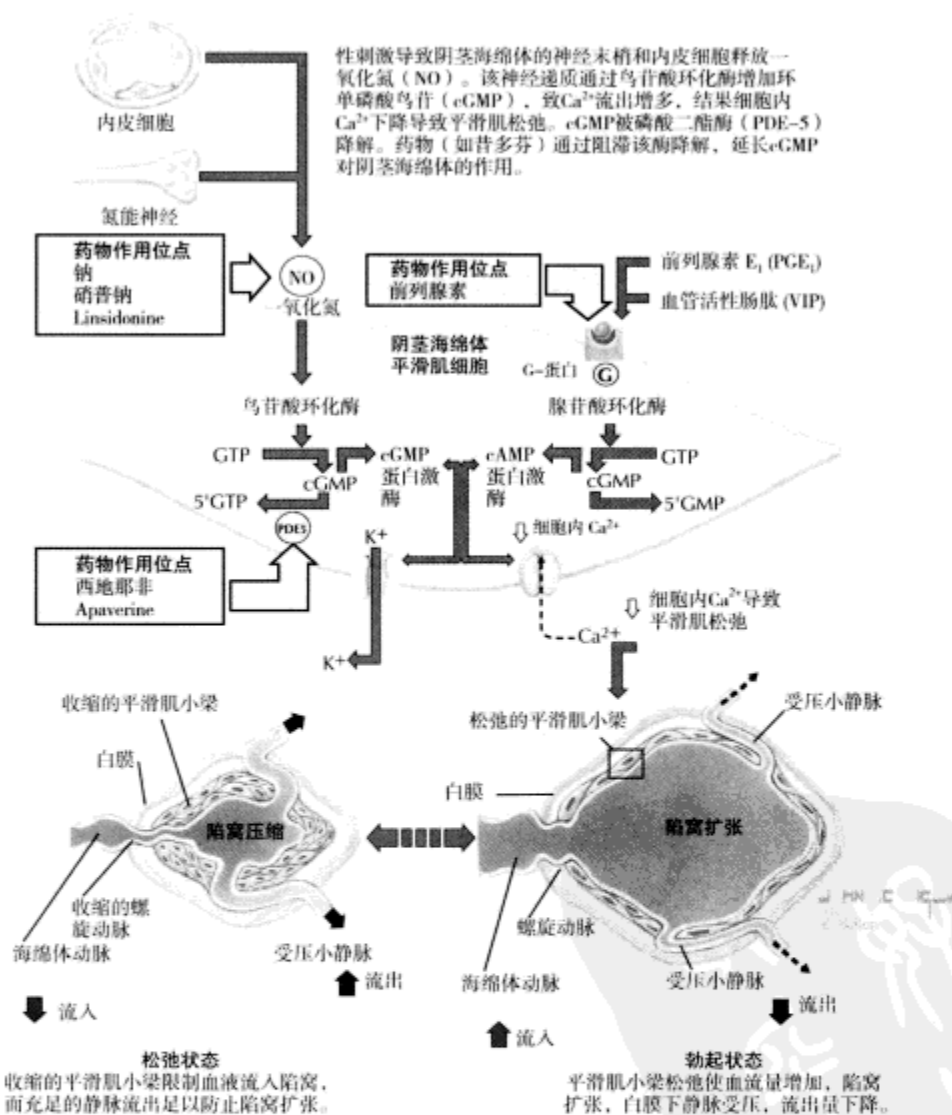 性刺激导致阴茎海绵体的神经末梢和内皮细胞释放一
氧化氮（NO）。该神经递质通过鸟苷酸环化酶增加环
单磷酸鸟苷（cGMP），致Ca²⁺流出增多，结果细胞内
Ca²⁺下降导致平滑肌松弛。cGMP被磷酸二酯酶（PDE-5）
降解。药物（如昔多芬）通过阻滞该酶降解，延长cGMP
对阴茎海绵体的作用。
内皮细胞
氮能神经
药物作用位点
钠
硝普钠
Linsidonine
NO
一氧化氮
药物作用位点
前列腺素
前列腺素 E₁ (PGE₁)
血管活性肠肽 (VIP)
阴茎海绵体
平滑肌细胞
G-蛋白
G
鸟苷酸环化酶
腺苷酸环化酶
GTP
cGMP
5'GTP
cGMP
蛋白激
酶
cAMP
蛋白激
酶
GTP
cGMP
5'GMP
PDE5
K+
细胞内 Ca²⁺
药物作用位点
西地那非
Apaverine
K+
Ca²⁺
细胞内Ca²⁺导致
平滑肌松弛
收缩的平滑肌小梁
白膜
陷窝压缩
收缩的螺
旋动脉
海绵体动脉
受压小静脉
流出
流入
松弛的平滑肌小梁
受压小静脉
白膜
陷窝扩张
螺旋动脉
海绵体动脉
受压小静脉
流出
流入
松弛状态
收缩的平滑肌小梁限制血液流入陷窝，
而充足的静脉流出足以防止陷窝扩张。
勃起状态
平滑肌小梁松弛使血流量增加，陷窝
扩张，白膜下静脉受压，流出量下降。